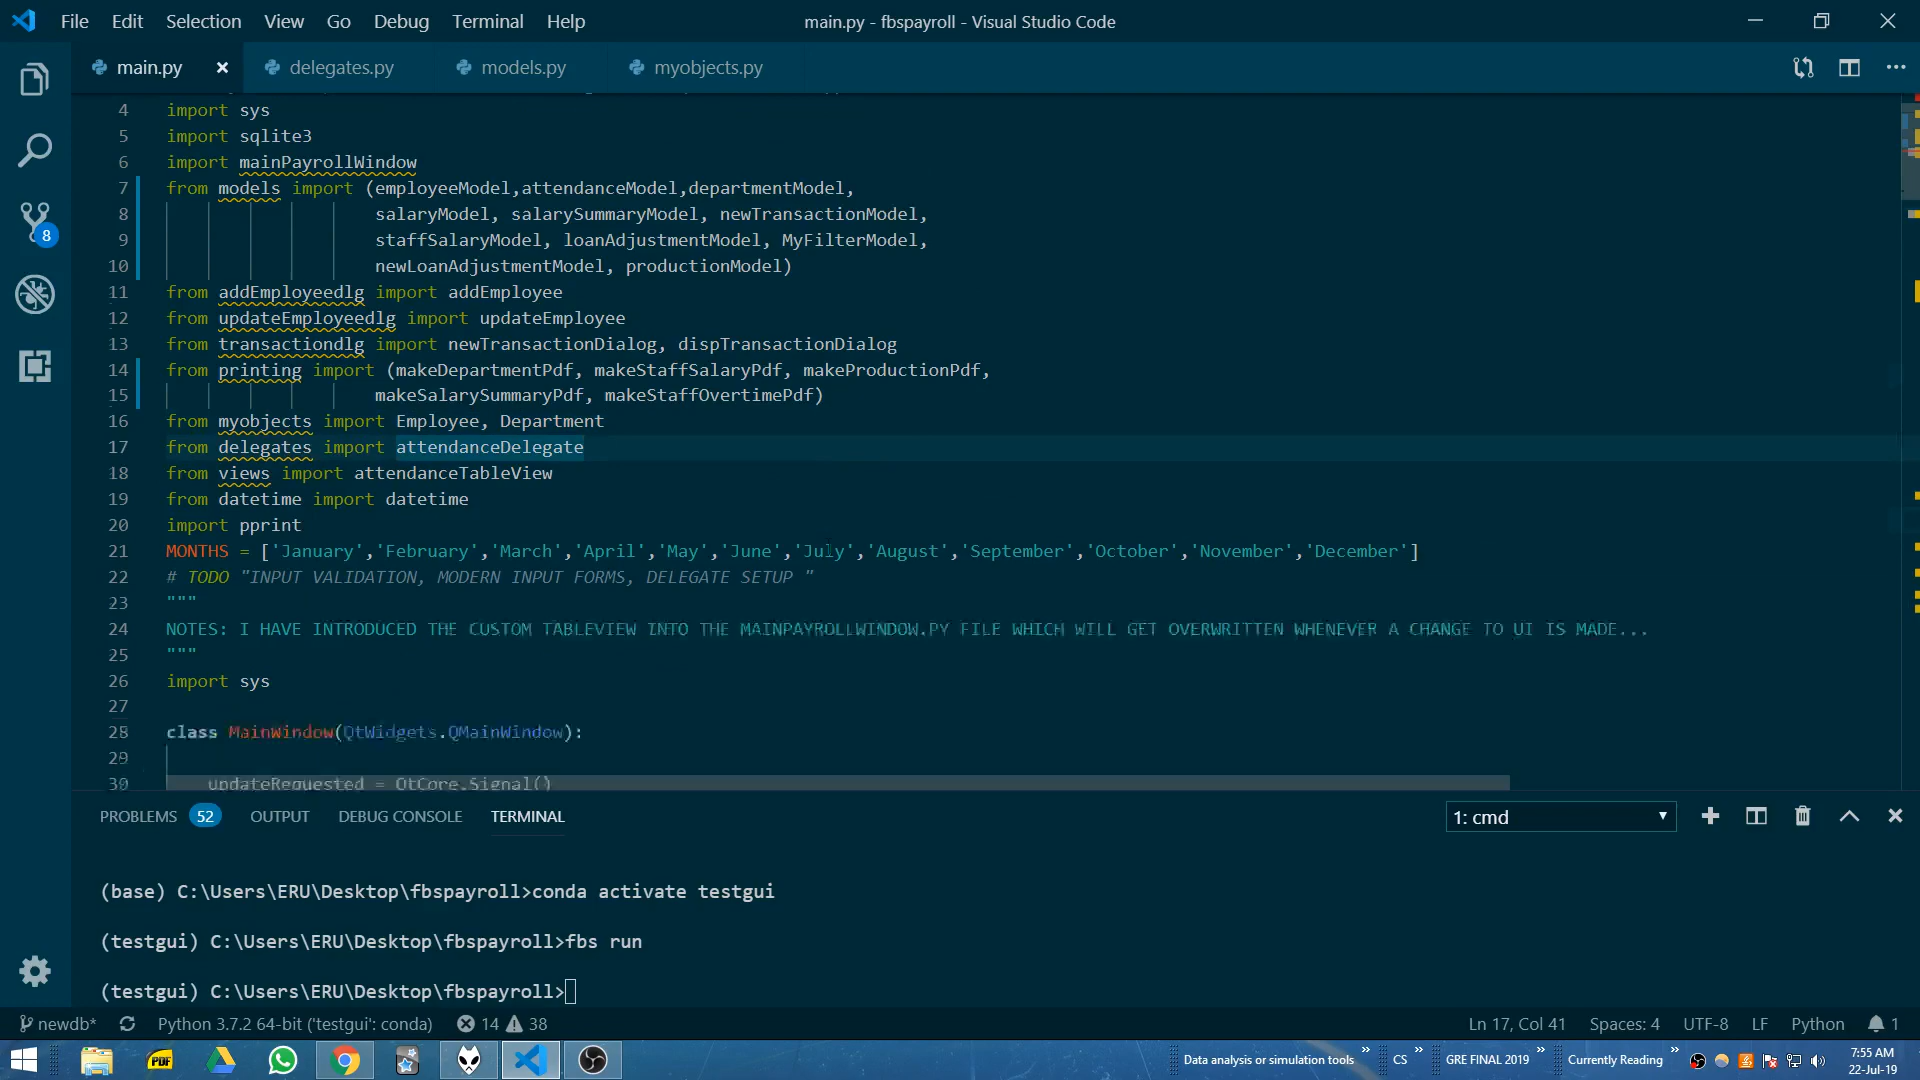 File Edit Selection View Go Debug Terminal Help
main.py - fbspayroll - Visual Studio Code
main.py delegates.py models.py myobjects.py
4 import sys
5 import sqlite3
6 import mainPayrollWindow
7 from models import (employeeModel,attendanceModel,departmentModel,
8 salaryModel, salarySummaryModel, newTransactionModel,
9 staffSalaryModel, loanAdjustmentModel, MyFilterModel,
10 newLoanAdjustmentModel, productionModel)
11 from addEmployeedlg import addEmployee
12 from updateEmployeedlg import updateEmployee
13 from transactiondlg import newTransactionDialog, dispTransactionDialog
14 from printing import (makeDepartmentPdf, makeStaffSalaryPdf, makeProductionPdf,
15 makeSalarySummaryPdf, makeStaffOvertimePdf)
16 from myobjects import Employee, Department
17 from delegates import attendanceDelegate
18 from views import attendanceTableView
19 from datetime import datetime
20 import pprint
21 MONTHS = ['January','February','March','April','May','June','July','August','September','October','November','December']
22 # TODO "INPUT VALIDATION, MODERN INPUT FORMS, DELEGATE SETUP "
23 """
24 NOTES: I HAVE INTRODUCED THE CUSTOM TABLEVIEW INTO THE MAINPAYROLLWINDOW.PY FILE WHICH WILL GET OVERWRITTEN WHENEVER A CHANGE TO UI IS MADE...
25 """
26 import sys
27
28 class MainWindow(QtWidgets.QMainWindow):
29
30 updateRequested = QtCore.Signal()
8
PROBLEMS 52 OUTPUT DEBUG CONSOLE TERMINAL
1: cmd
(base) C:\Users\ERU\Desktop\fbspayroll>conda activate testgui
(testgui) C:\Users\ERU\Desktop\fbspayroll>fbs run
(testgui) C:\Users\ERU\Desktop\fbspayroll>
newdb* Python 3.7.2 64-bit ('testgui': conda) 14 38
Ln 17, Col 41 Spaces: 4 UTF-8 LF Python 1
PDF
Data analysis or simulation tools » CS » GRE FINAL 2019 » Currently Reading »
7:55 AM
22-Jul-19